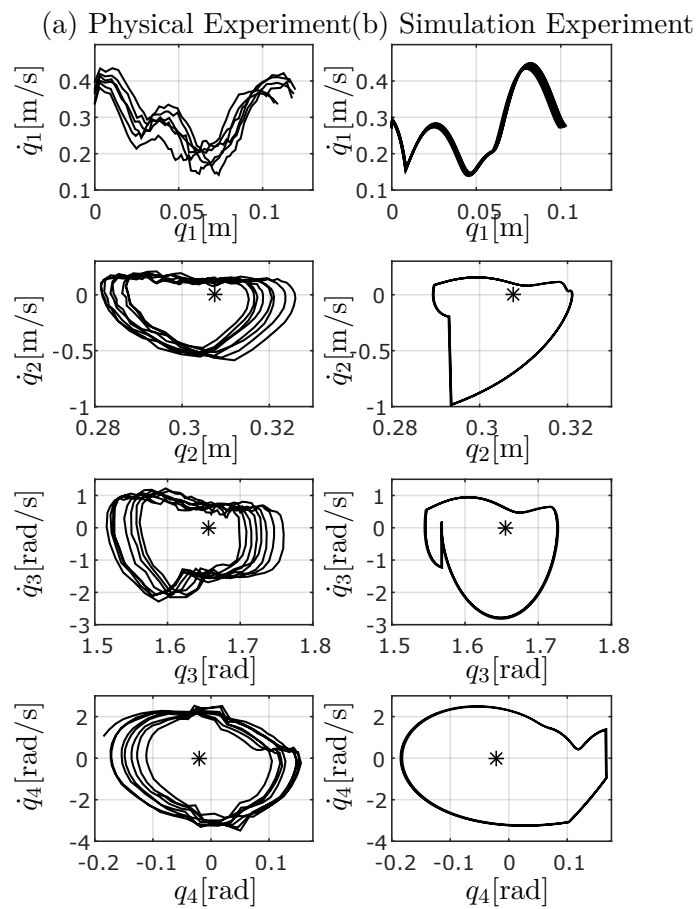 (a) Physical Experiment (b) Simulation Experiment
q̇₁[m/s] 0.4 0.3 0.2 0.1
0 0.05 0.1
q₁[m]
q̇₁[m/s] 0.4 0.3 0.2 0.1
0 0.05 0.1
q₁[m]
q̇₂[m/s] 0 -0.5 -1
0.28 0.3 0.32
q₂[m]
q̇₂[m/s] 0 -0.5 -1
0.28 0.3 0.32
q₂[m]
q̇₃[rad/s] 1 0 -1 -2 -3
1.5 1.6 1.7 1.8
q₃[rad]
q̇₃[rad/s] 1 0 -1 -2 -3
1.5 1.6 1.7 1.8
q₃[rad]
q̇₄[rad/s] 2 0 -2 -4
-0.2 -0.1 0 0.1
q₄[rad]
q̇₄[rad/s] 2 0 -2 -4
-0.2 -0.1 0 0.1
q₄[rad]